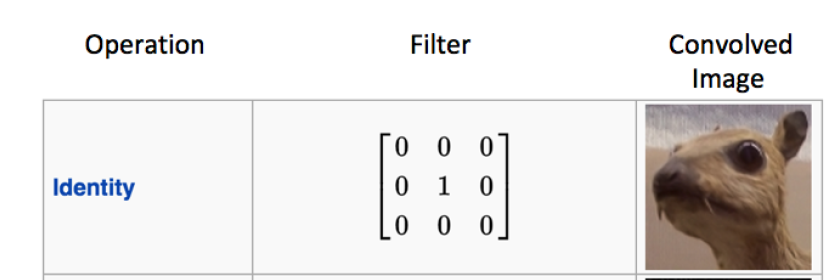 Operation Filter Convolved
Image
Identity
0 0 0
0 1 0
0 0 0